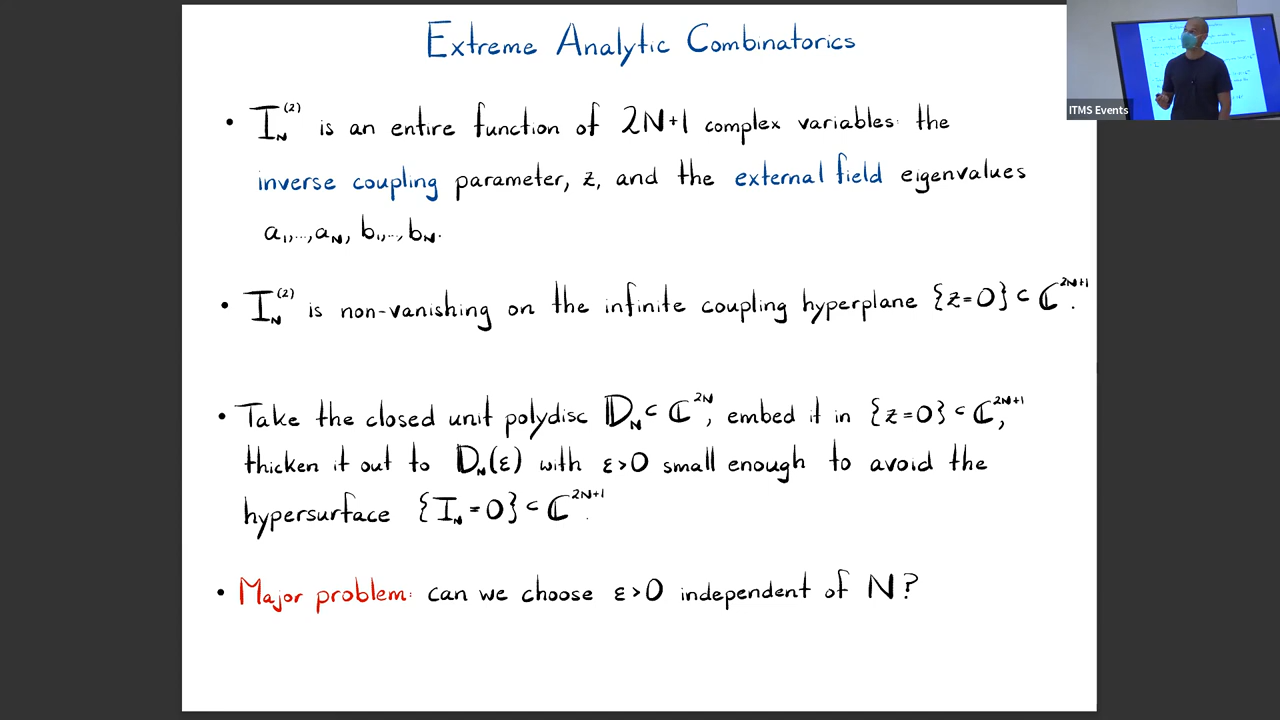 Extreme Analytic Combinatorics
• I_N^(2) is an entire function of 2N+1 complex variables: the
inverse coupling parameter, z, and the external field eigenvalues
a_1,...,a_N, b_1,...,b_N.
• I_N^(2) is non-vanishing on the infinite coupling hyperplane {z=0} ⊂ ℂ^2N+1.
• Take the closed unit polydisc 𝔻_N ⊂ ℂ^2N, embed it in {z=0} ⊂ ℂ^2N+1,
thicken it out to 𝔻_N(ε) with ε>0 small enough to avoid the
hypersurface {I_N=0} ⊂ ℂ^2N+1.
• Major problem: can we choose ε>0 independent of N?
ITMS Events